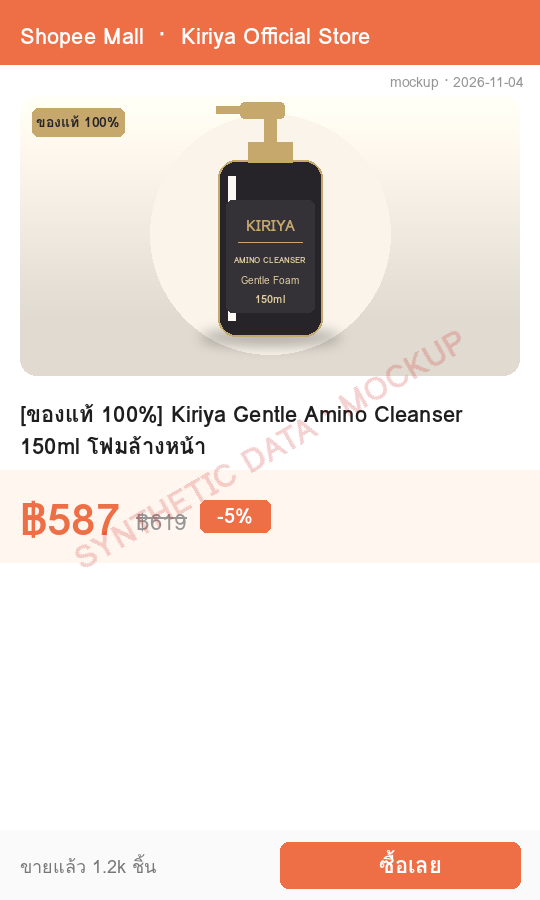 Shopee Mall · Kiriya Official Store
mockup · 2026-11-04
ของแท้ 100%
KIRIYA
AMINO CLEANSER
Gentle Foam
150ml
[ของแท้ 100%] Kiriya Gentle Amino Cleanser
150ml โฟมล้างหน้า
฿587 ฿619 -5%
SYNTHETIC DATA · MOCKUP
ขายแล้ว 1.2k ชิ้น
ซื้อเลย